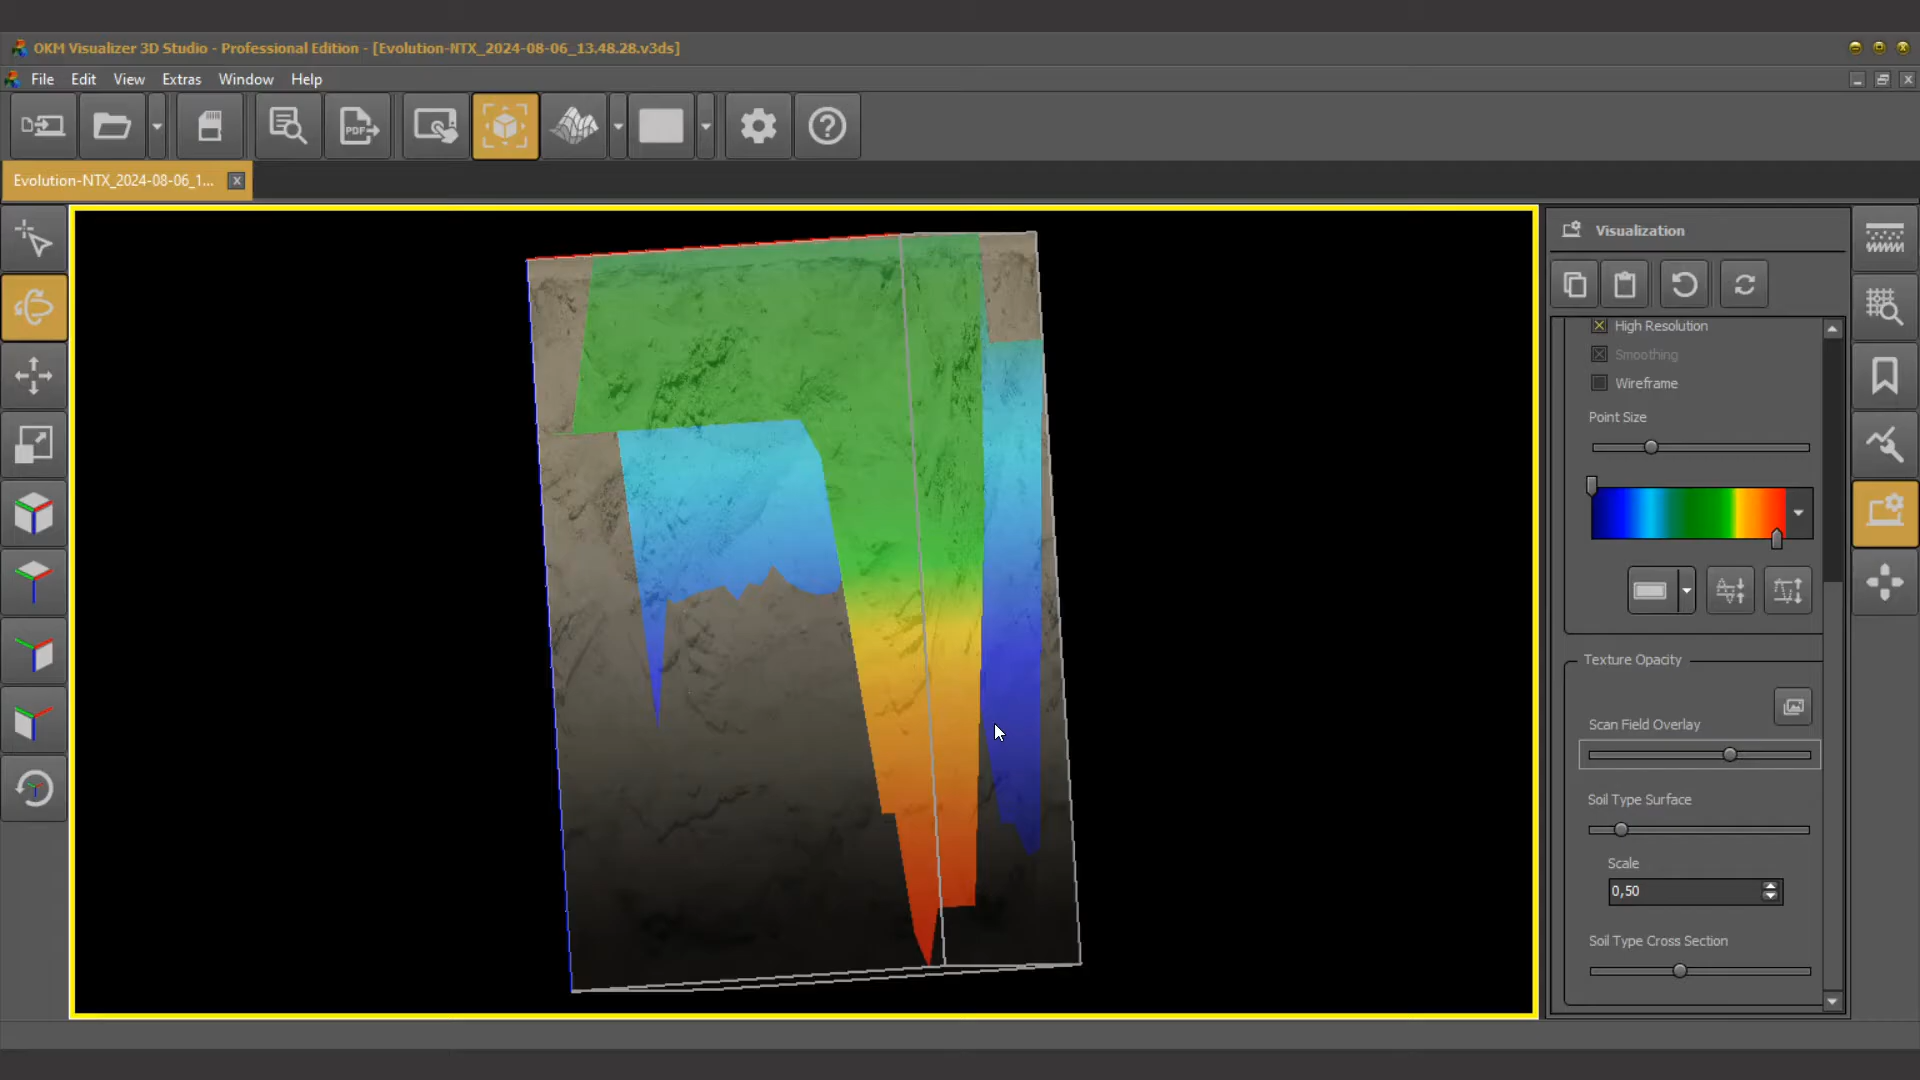 OKM Visualizer 3D Studio - Professional Edition - [Evolution-NTX_2024-08-06_13.48.28.v3ds]
File Edit View Extras Window Help
PDF
Evolution-NTX_2024-08-06_1...
Visualization
High Resolution
Smoothing
Wireframe
Point Size
Texture Opacity
Scan Field Overlay
Soil Type Surface
Scale
0,50
Soil Type Cross Section